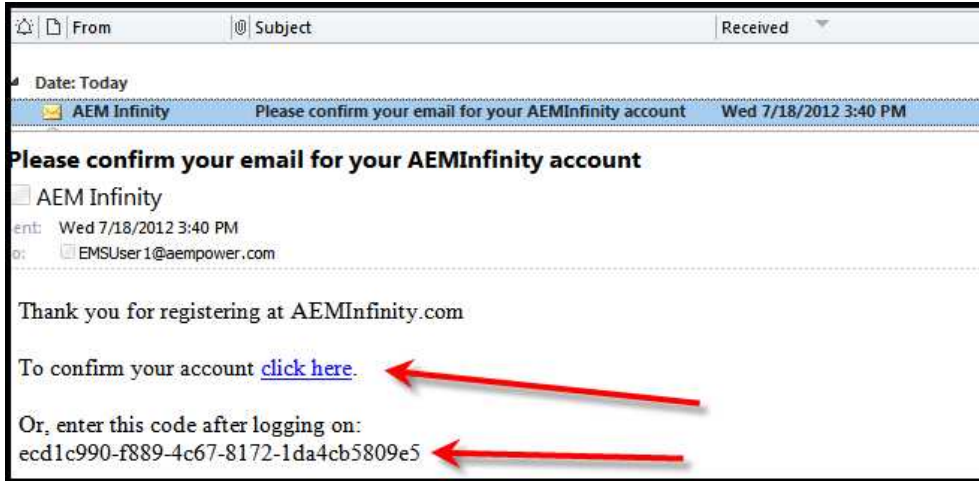 From Subject Received
Date: Today
AEM Infinity Please confirm your email for your AEMInfinity account Wed 7/18/2012 3:40 PM
Please confirm your email for your AEMInfinity account
AEM Infinity
ent: Wed 7/18/2012 3:40 PM
o: EMSUser1@aempower.com
Thank you for registering at AEMInfinity.com
To confirm your account click here.
Or, enter this code after logging on:
ecd1c990-f889-4c67-8172-1da4cb5809e5